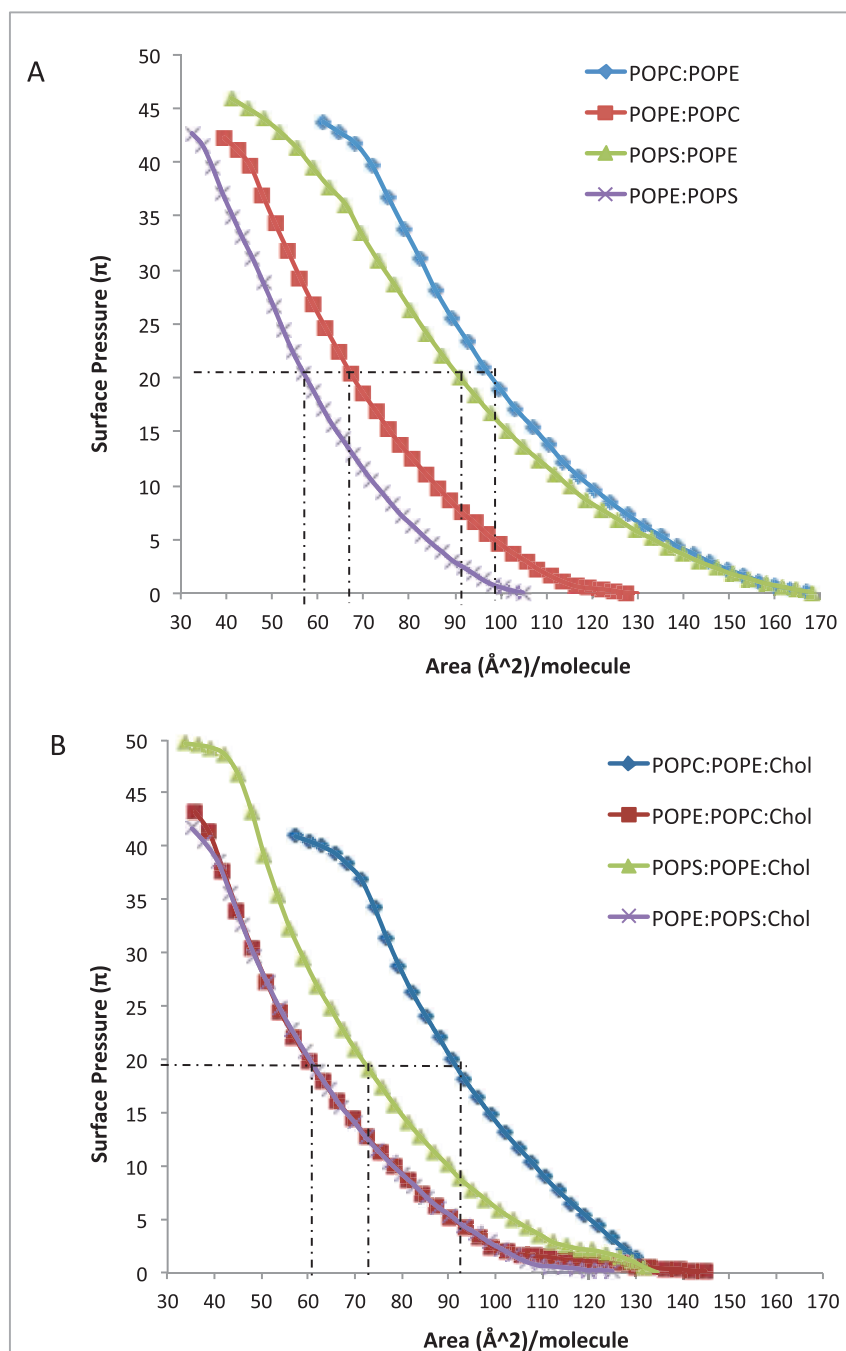 A
50
45
40
35
30
25
20
15
10
5
0
Surface Pressure (π)
30 40 50 60 70 80 90 100 110 120 130 140 150 160 170
Area (Å^2)/molecule
POPC:POPE
POPE:POPC
POPS:POPE
POPE:POPS
B
50
45
40
35
30
25
20
15
10
5
0
Surface Pressure (π)
30 40 50 60 70 80 90 100 110 120 130 140 150 160 170
Area (Å^2)/molecule
POPC:POPE:Chol
POPE:POPC:Chol
POPS:POPE:Chol
POPE:POPS:Chol